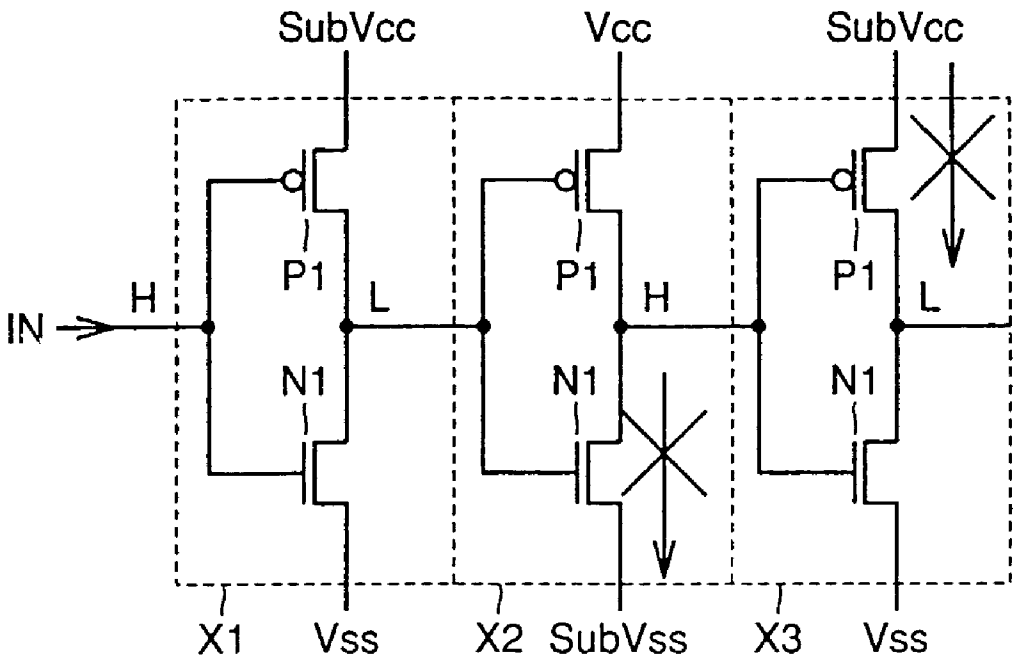 SubVcc Vcc SubVcc
P1 P1 P1
H L H L
IN
N1 N1 N1
X1 Vss X2 SubVss X3 Vss